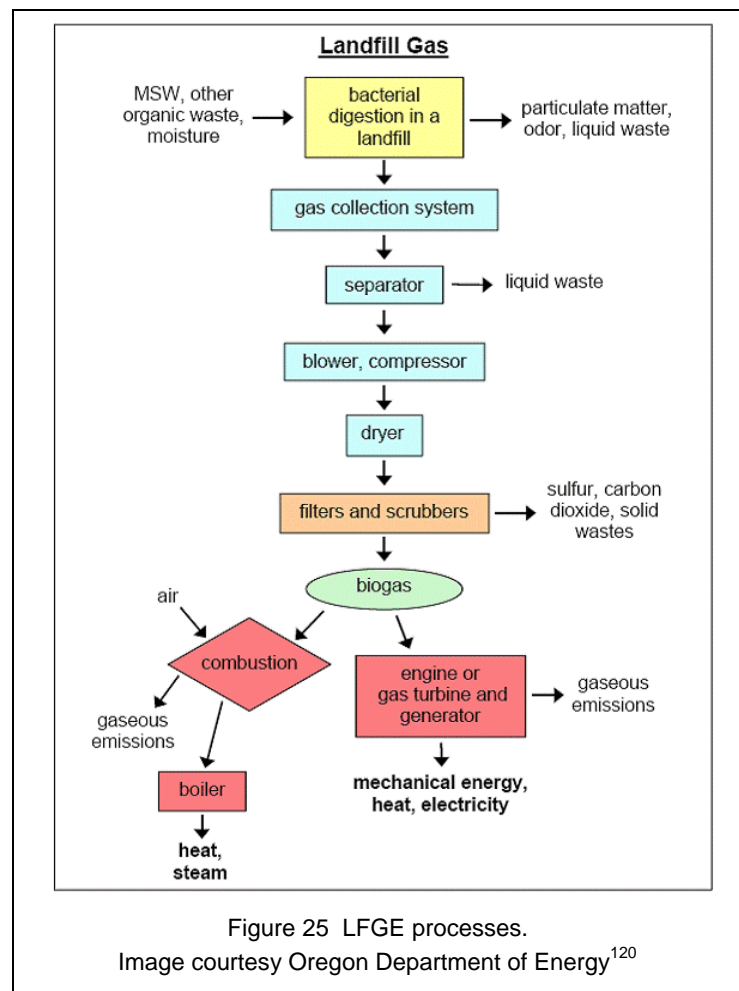 Landfill Gas
MSW, other
organic waste,
moisture
bacterial
digestion in a
landfill
particulate matter,
odor, liquid waste
gas collection system
separator
liquid waste
blower, compressor
dryer
filters and scrubbers
sulfur, carbon
dioxide, solid
wastes
biogas
air
combustion
gaseous
emissions
boiler
heat,
steam
engine or
gas turbine and
generator
gaseous
emissions
mechanical energy,
heat, electricity
Figure 25 LFGE processes.
Image courtesy Oregon Department of Energy120